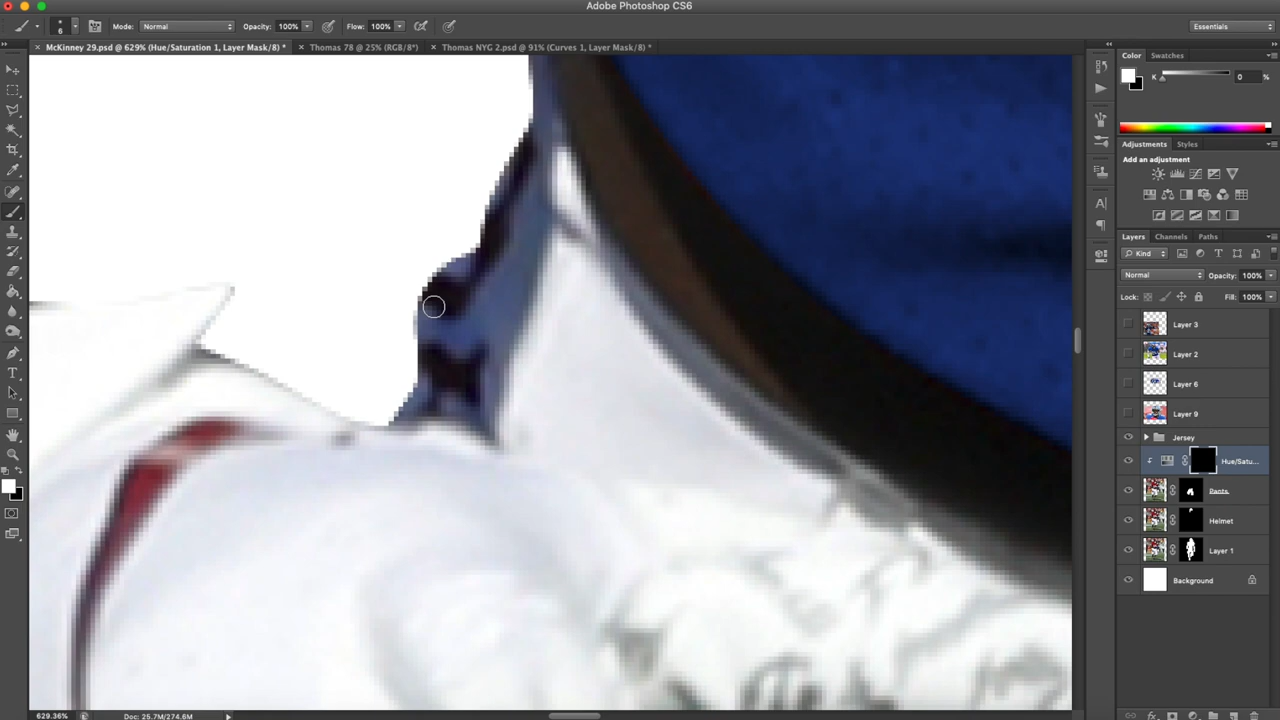 Adobe Photoshop CS6
6 Mode: Normal Opacity: 100% Flow: 100% Essentials
McKinney 29.psd @ 629% (Hue/Saturation 1, Layer Mask/8) * Thomas 78 @ 25% (RGB/8*) Thomas NYG 2.psd @ 91% (Curves 1, Layer Mask/8) *
Color Swatches
K 0 %
Adjustments Styles
Add an adjustment
Layers Channels Paths
Kind
Normal Opacity: 100%
Lock: Fill: 100%
Layer 3
Layer 2
Layer 6
Layer 9
Jersey
Hue/Satu...
Pants
Helmet
Layer 1
Background
629.36% Doc: 25.7M/274.6M